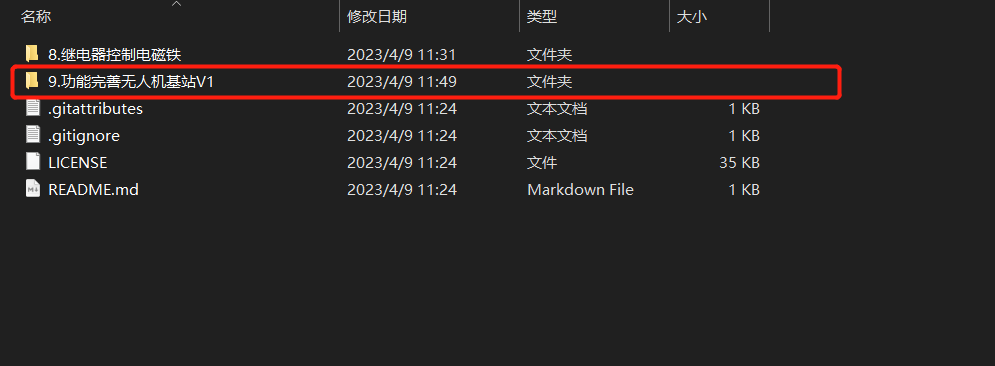 名称 修改日期 类型 大小
8.继电器控制电磁铁 2023/4/9 11:31 文件夹
9.功能完善无人机基站V1 2023/4/9 11:49 文件夹
.gitattributes 2023/4/9 11:24 文本文档 1 KB
.gitignore 2023/4/9 11:24 文本文档 1 KB
LICENSE 2023/4/9 11:24 文件 35 KB
README.md 2023/4/9 11:24 Markdown File 1 KB